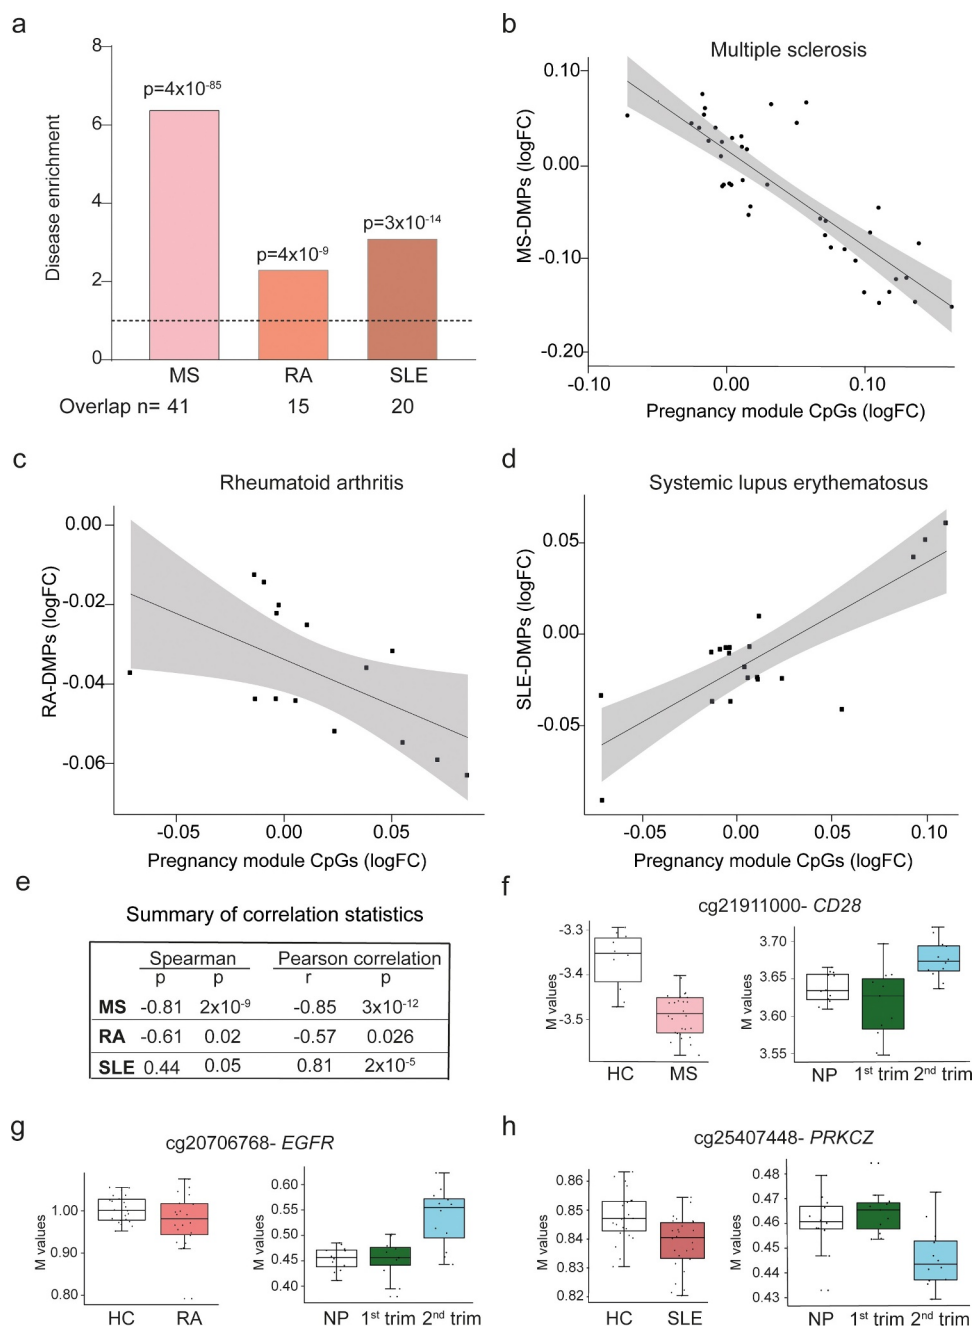 a
8
6
4
2
0
Disease enrichment
p=4x10-85
p=4x10-9
p=3x10-14
MS RA SLE
Overlap n= 41 15 20
b
Multiple sclerosis
0.10
0.00
-0.10
-0.20
MS-DMPs (logFC)
-0.10 0.00 0.10
Pregnancy module CpGs (logFC)
c
Rheumatoid arthritis
0.00
-0.02
-0.04
-0.06
RA-DMPs (logFC)
-0.05 0.00 0.05
Pregnancy module CpGs (logFC)
d
Systemic lupus erythematosus
0.05
0.00
-0.05
SLE-DMPs (logFC)
-0.05 0.00 0.05 0.10
Pregnancy module CpGs (logFC)
e
Summary of correlation statistics
Spearman Pearson correlation
p p r p
MS -0.81 2x10-9 -0.85 3x10-12
RA -0.61 0.02 -0.57 0.026
SLE 0.44 0.05 0.81 2x10-5
f
cg21911000- CD28
-3.3
-3.4
-3.5
M values
HC MS
3.70
3.65
3.60
3.55
M values
NP 1st trim 2nd trim
g
cg20706768- EGFR
1.00
0.90
0.80
M values
HC RA
0.60
0.50
0.40
M values
NP 1st trim 2nd trim
h
cg25407448- PRKCZ
0.86
0.85
0.84
0.83
0.82
M values
HC SLE
0.48
0.47
0.46
0.45
0.44
0.43
M values
NP 1st trim 2nd trim